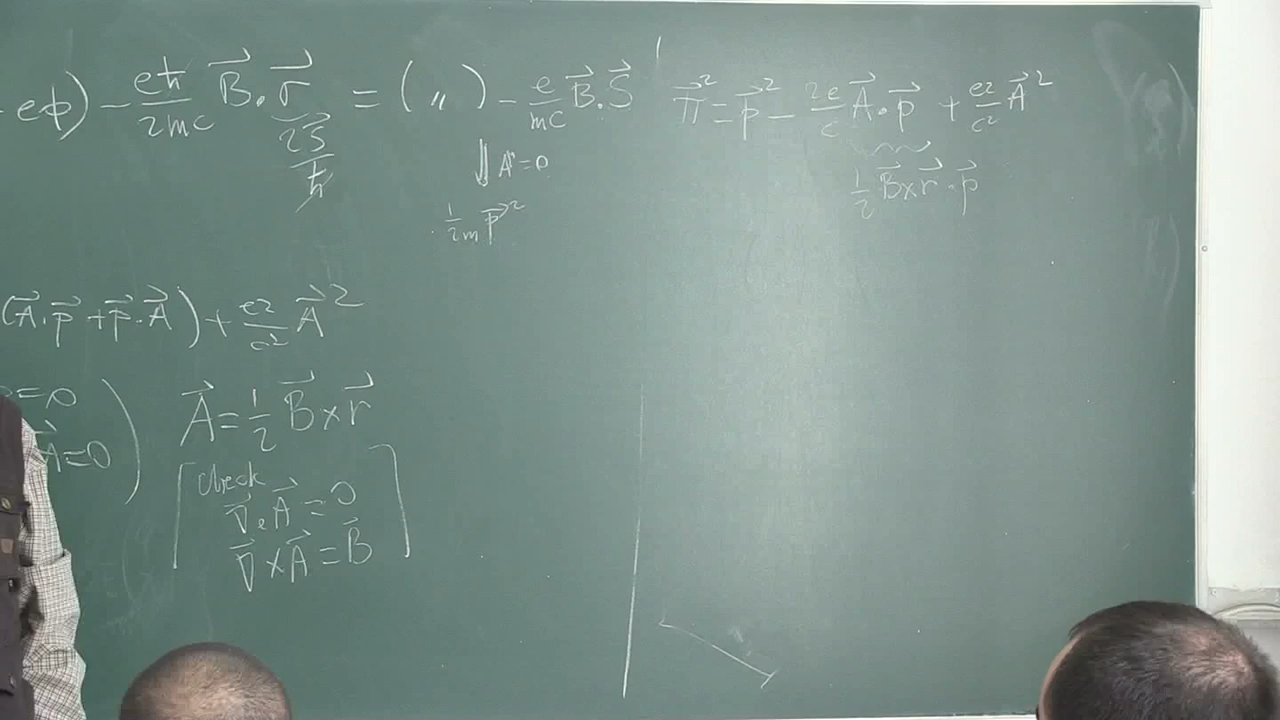 eφ) - eħ/2mc B⃗·σ⃗ = ( 〃 ) - e/mc B⃗·S⃗
2S⃗/ħ
⇓ A=0
1/2m p⃗²
(A⃗·p⃗ + p⃗·A⃗) + e²/c² A⃗²
=0
A⃗=0
A⃗ = 1/2 B⃗×r⃗
check
∇⃗·A⃗ = 0
∇⃗×A⃗ = B⃗
π⃗² = p⃗² - 2e/c A⃗·p⃗ + e²/c² A⃗²
1/2 B⃗×r⃗·p⃗